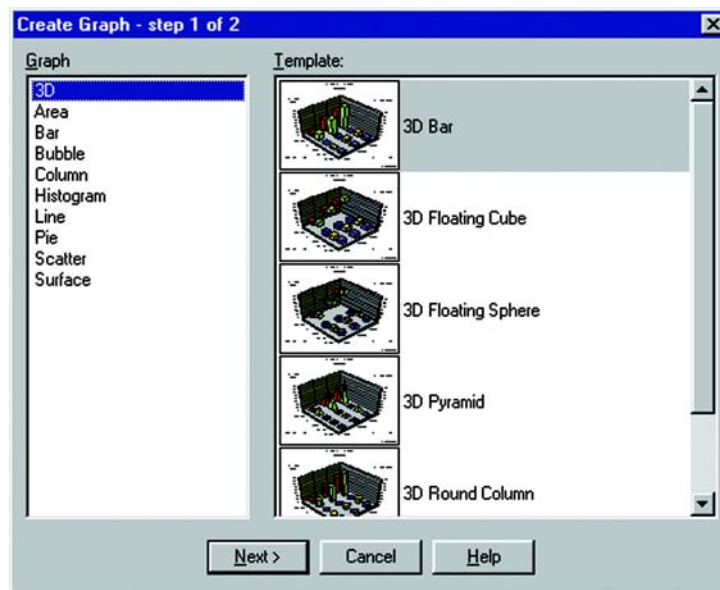 Create Graph - step 1 of 2
Graph
3D
Area
Bar
Bubble
Column
Histogram
Line
Pie
Scatter
Surface
Template:
3D Bar
3D Floating Cube
3D Floating Sphere
3D Pyramid
3D Round Column
Next >
Cancel
Help